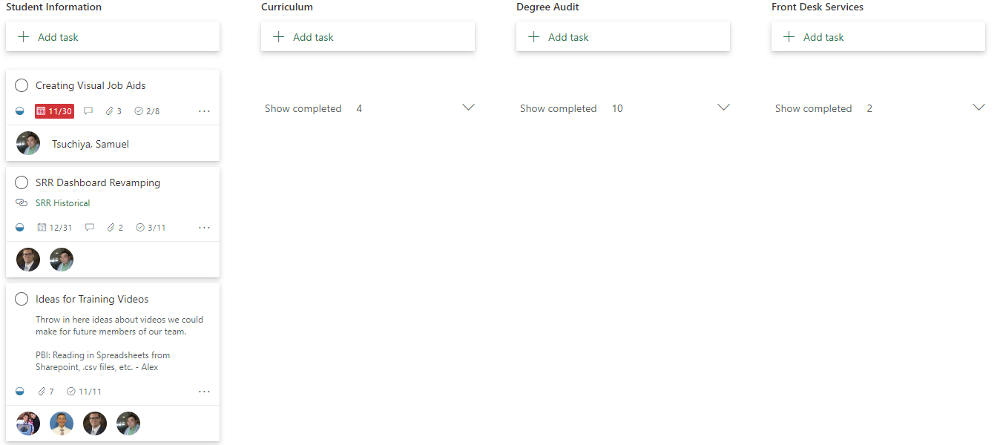 Student Information
Add task
Creating Visual Job Aids
11/30 3 2/8 ...
Tsuchiya, Samuel
SRR Dashboard Revamping
SRR Historical
12/31 2 3/11 ...
Ideas for Training Videos
Throw in here ideas about videos we could
make for future members of our team.
PBI: Reading in Spreadsheets from
Sharepoint, .csv files, etc. - Alex
7 11/11 ...
Curriculum
Add task
Show completed 4
Degree Audit
Add task
Show completed 10
Front Desk Services
Add task
Show completed 2